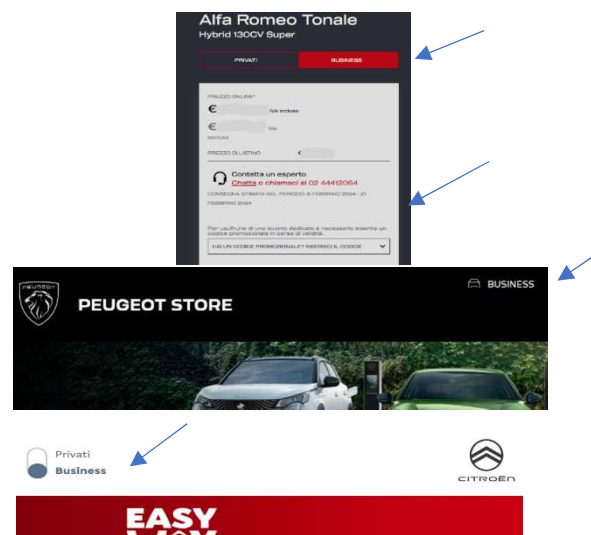 Alfa Romeo Tonale
Hybrid 130CV Super
PRIVATI
BUSINESS
PREZZO ONLINE*
€ IVA inclusa
€ IVA
esclusa
PREZZO DI LISTINO €
Contatta un esperto
Chatta o chiamaci al 02 44412064
CONSEGNA STIMATA NEL PERIODO 6 FEBBRAIO 2024 - 21
FEBBRAIO 2024
Per usufruire di uno sconto dedicato è necessario inserire un
codice promozionale in corso di validità.
HAI UN CODICE PROMOZIONALE? INSERISCI IL CODICE
PEUGEOT
PEUGEOT STORE
BUSINESS
Privati
Business
CITROËN
EASY
WAY